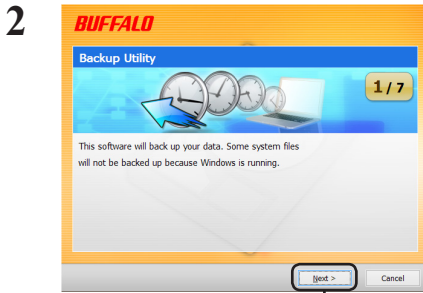 2
BUFFALO
Backup Utility
1 / 7
This software will back up your data. Some system files
will not be backed up because Windows is running.
Next >
Cancel